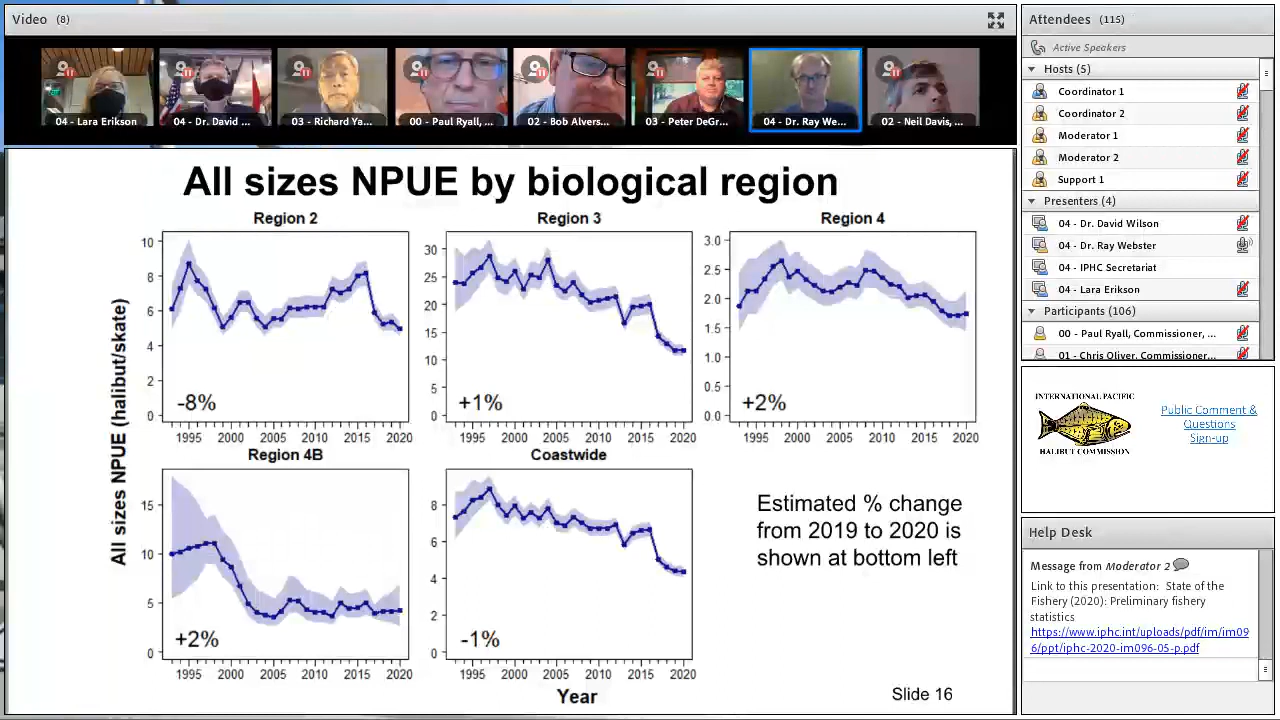 Video (8)
04 - Lara Erikson
04 - Dr. David ...
03 - Richard Ya...
00 - Paul Ryall, ...
02 - Bob Alvers...
03 - Peter DeGr...
04 - Dr. Ray We...
02 - Neil Davis, ...
All sizes NPUE by biological region
Region 2
Region 3
Region 4
All sizes NPUE (halibut/skate)
10
8
6
4
2
0
-8%
1995 2000 2005 2010 2015 2020
30
25
20
15
10
5
0
+1%
1995 2000 2005 2010 2015 2020
3.0
2.5
2.0
1.5
1.0
0.5
0.0
+2%
1995 2000 2005 2010 2015 2020
Region 4B
Coastwide
15
10
5
0
+2%
1995 2000 2005 2010 2015 2020
8
6
4
2
0
-1%
1995 2000 2005 2010 2015 2020
Year
Estimated % change
from 2019 to 2020 is
shown at bottom left
Slide 16
Attendees (115)
Active Speakers
Hosts (5)
Coordinator 1
Coordinator 2
Moderator 1
Moderator 2
Support 1
Presenters (4)
04 - Dr. David Wilson
04 - Dr. Ray Webster
04 - IPHC Secretariat
04 - Lara Erikson
Participants (106)
00 - Paul Ryall, Commissioner, ...
01 - Chris Oliver, Commissioner...
INTERNATIONAL PACIFIC
HALIBUT COMMISSION
Public Comment &
Questions
Sign-up
Help Desk
Message from Moderator 2
Link to this presentation: State of the
Fishery (2020): Preliminary fishery
statistics
https://www.iphc.int/uploads/pdf/im/im09
6/ppt/iphc-2020-im096-05-p.pdf